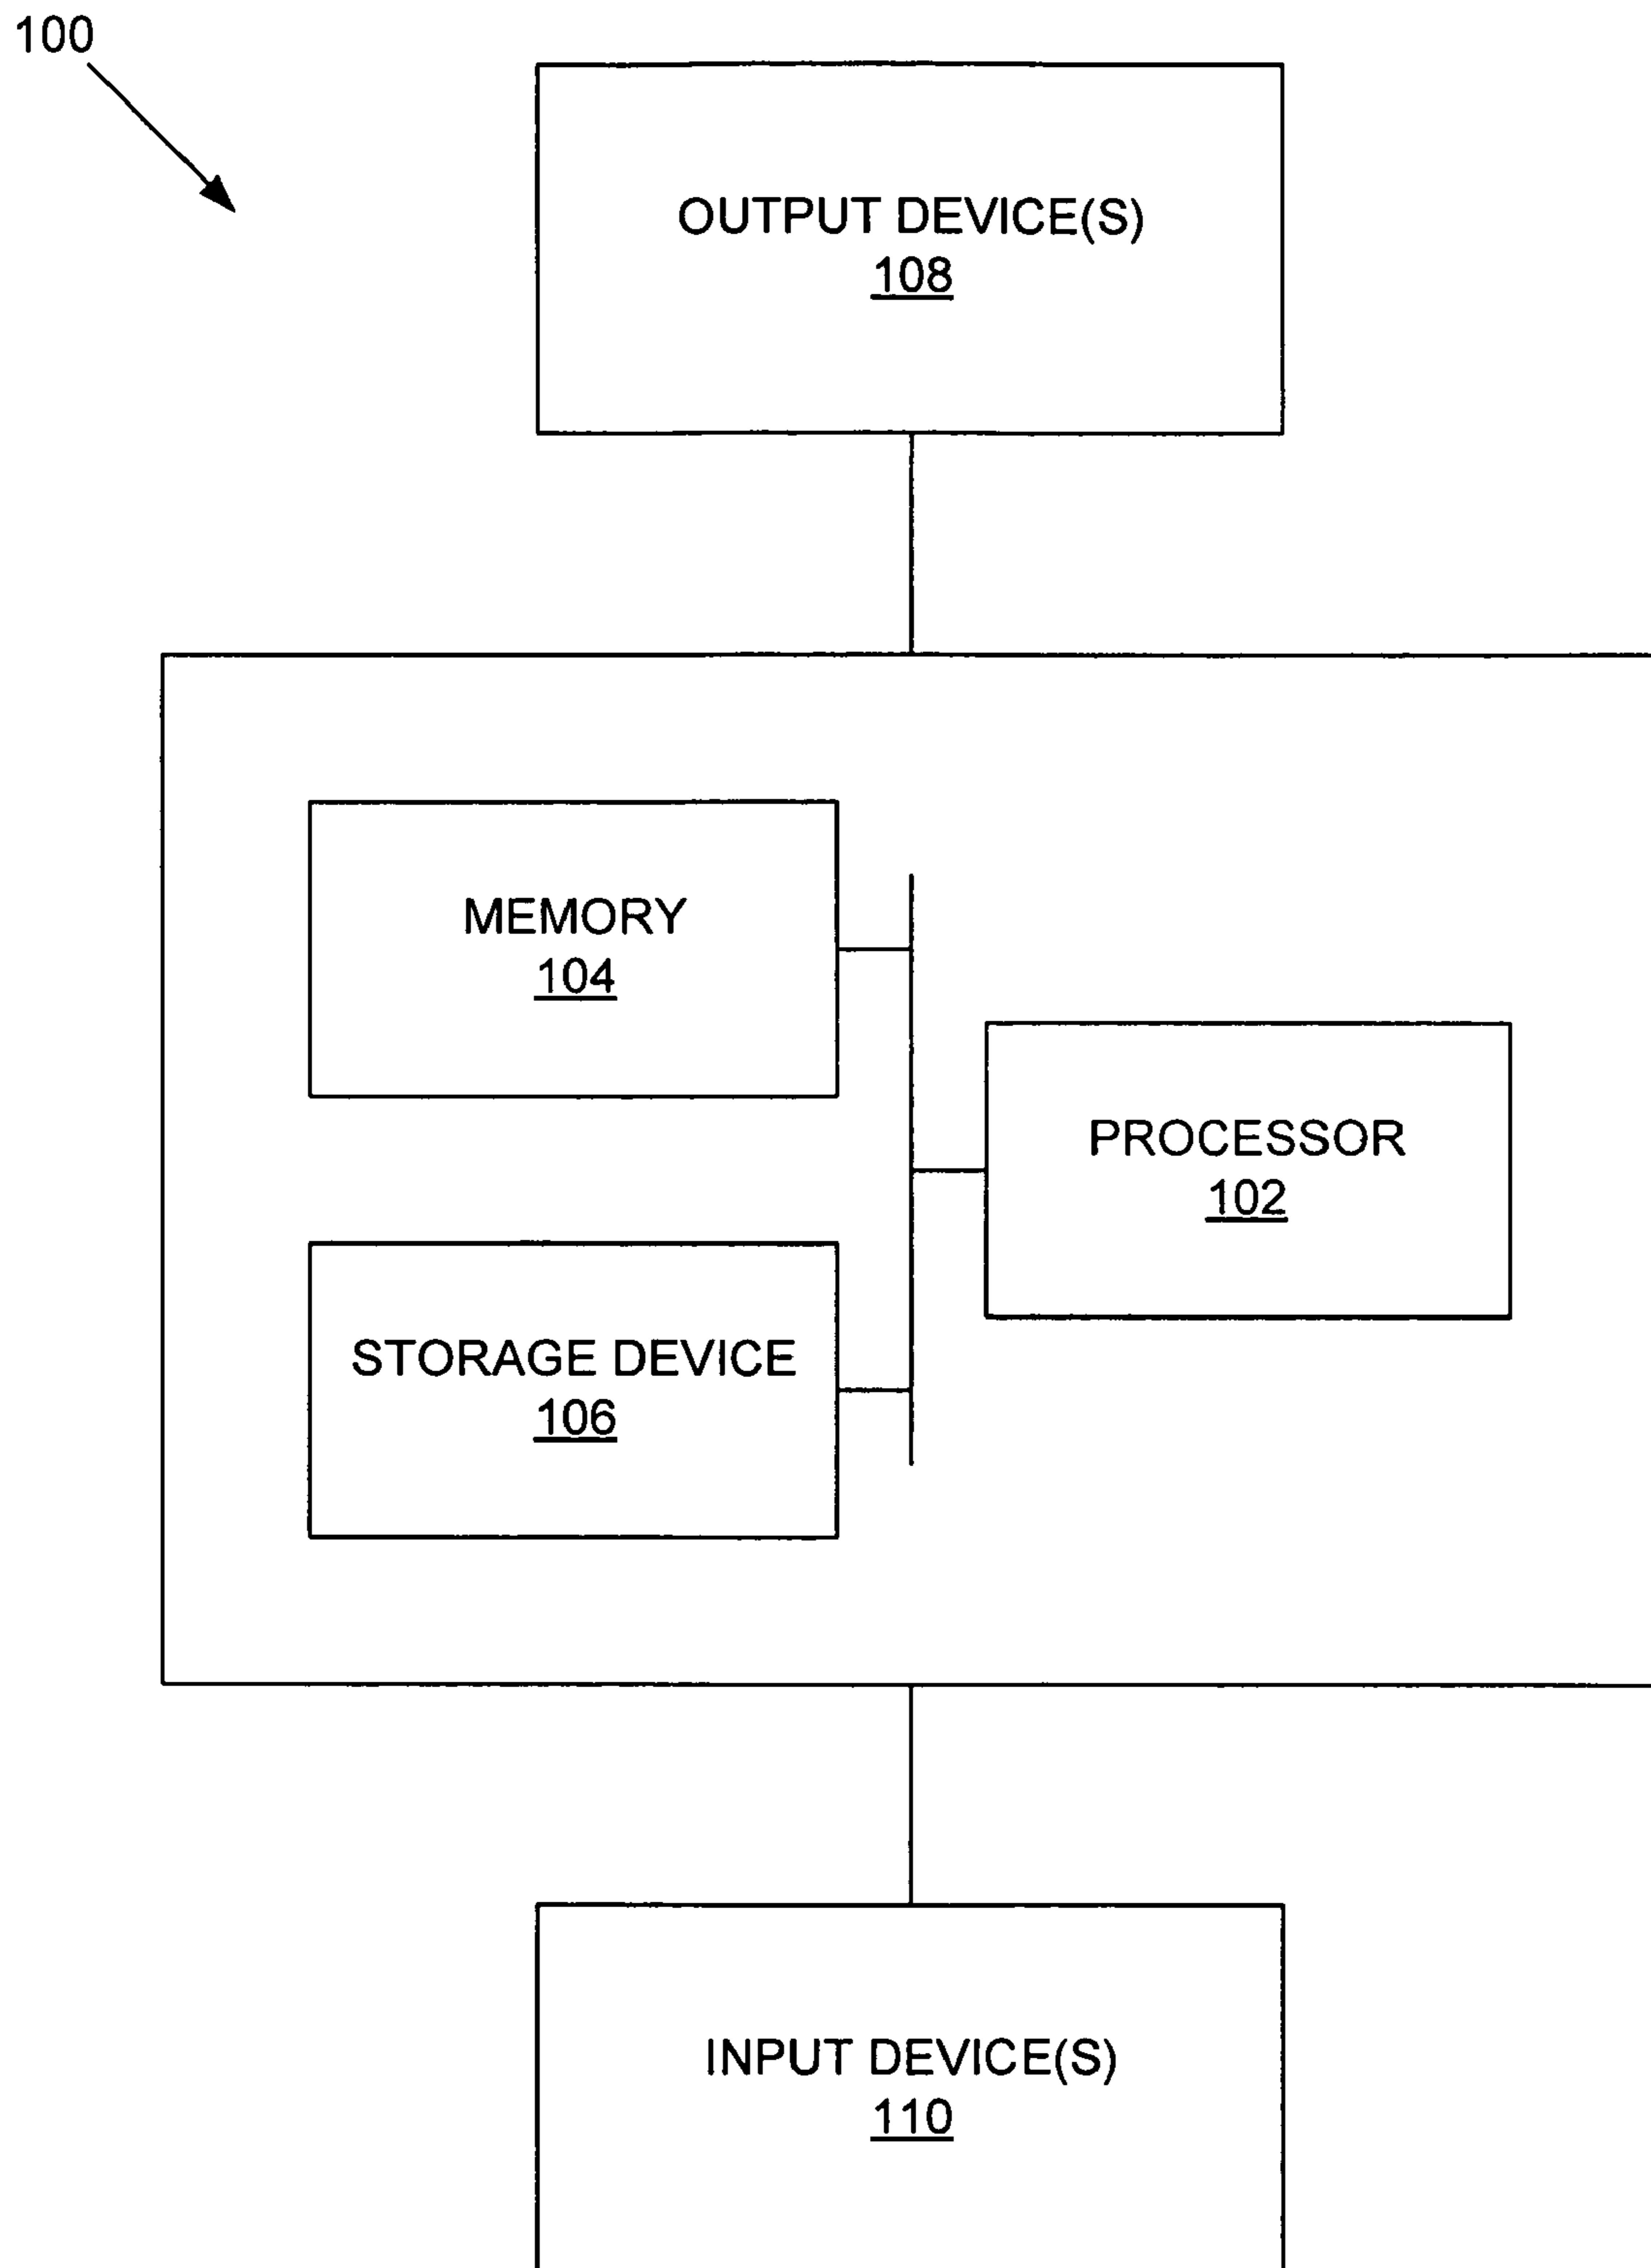 100
OUTPUT DEVICE(S)
108
MEMORY
104
PROCESSOR
102
STORAGE DEVICE
106
INPUT DEVICE(S)
110